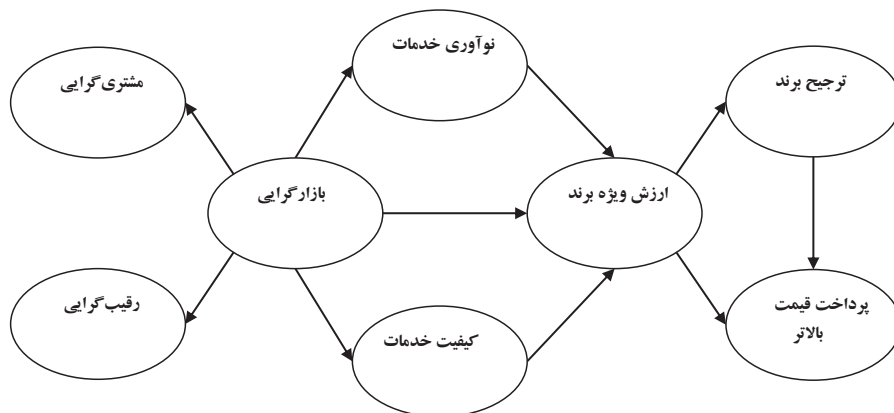 نوآوری خدمات
ترجیح برند
مشتری‌گرایی
ارزش ویژه برند
بازارگرایی
رقیب‌گرایی
کیفیت خدمات
پرداخت قیمت
بالاتر